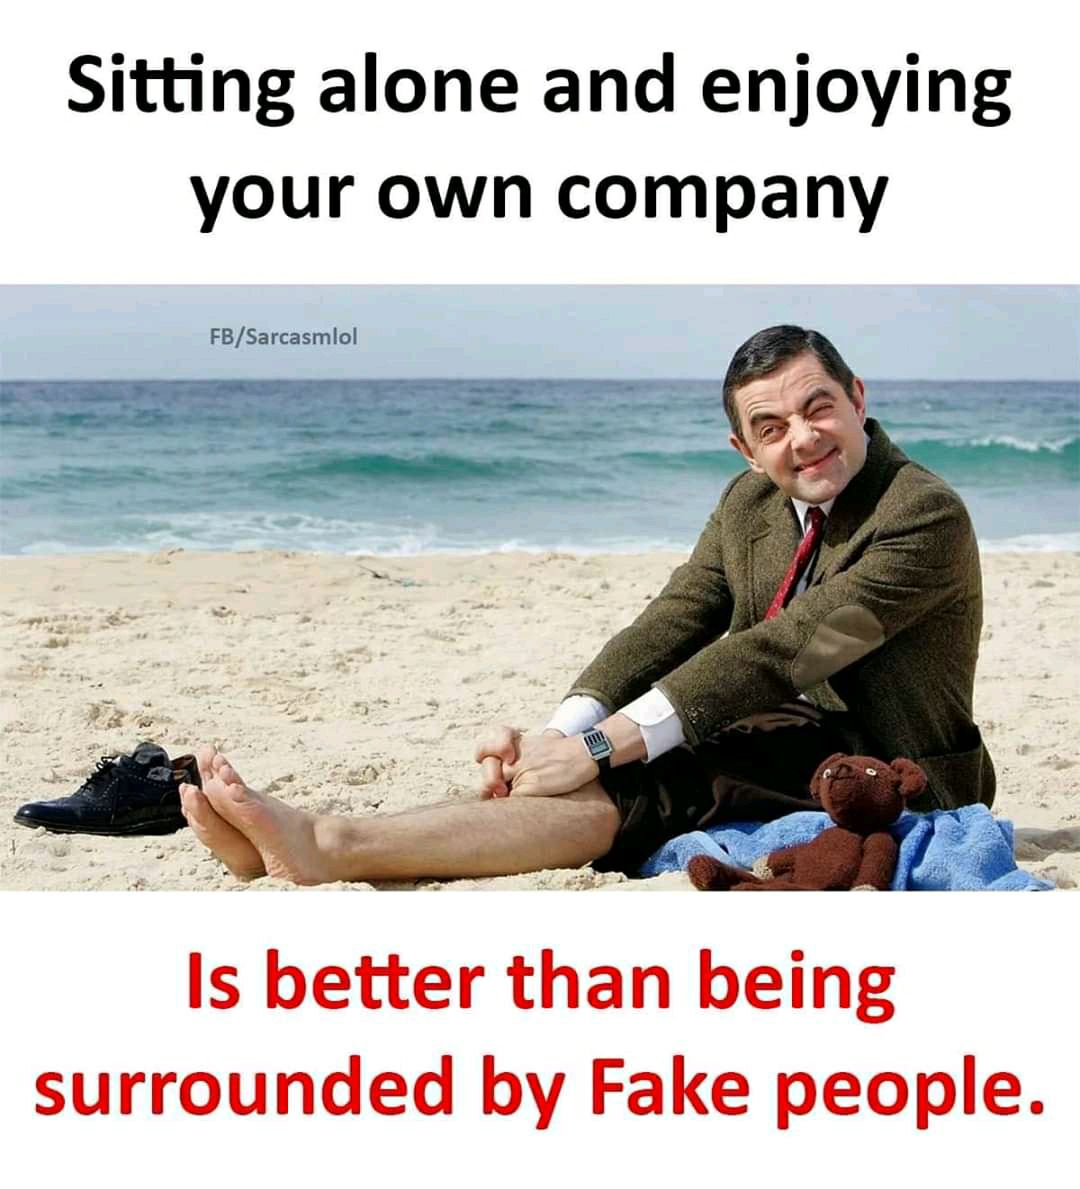 Sitting alone and enjoying
your own company
FB/Sarcasmlol
Is better than being
surrounded by Fake people.